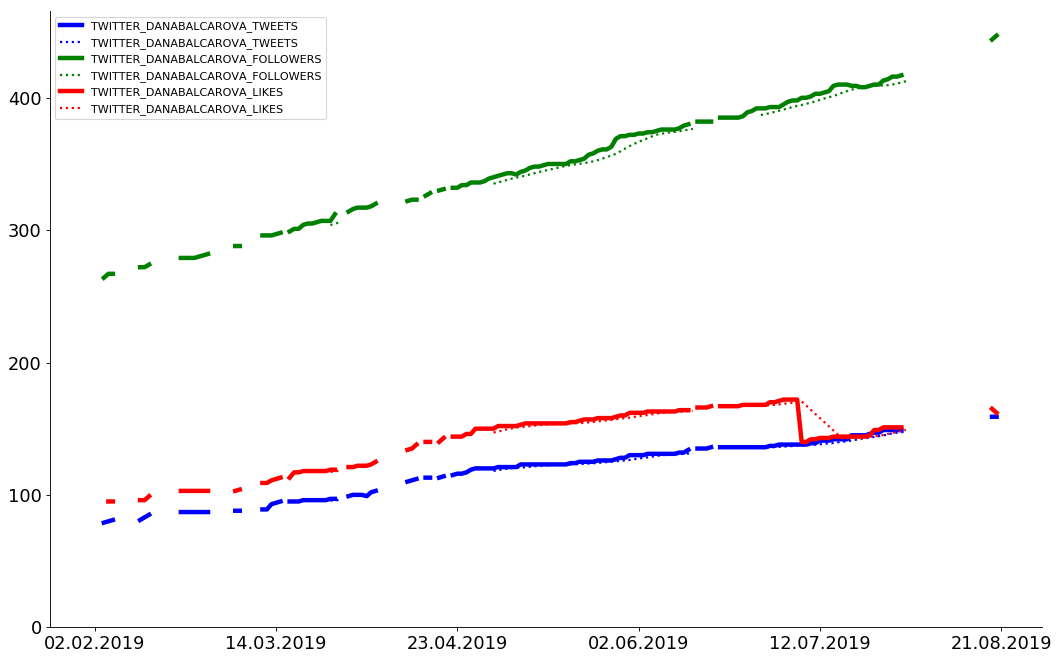 TWITTER_DANABALCAROVA_TWEETS
TWITTER_DANABALCAROVA_TWEETS
TWITTER_DANABALCAROVA_FOLLOWERS
TWITTER_DANABALCAROVA_FOLLOWERS
TWITTER_DANABALCAROVA_LIKES
TWITTER_DANABALCAROVA_LIKES
400
300
200
100
0
02.02.2019 14.03.2019 23.04.2019 02.06.2019 12.07.2019 21.08.2019